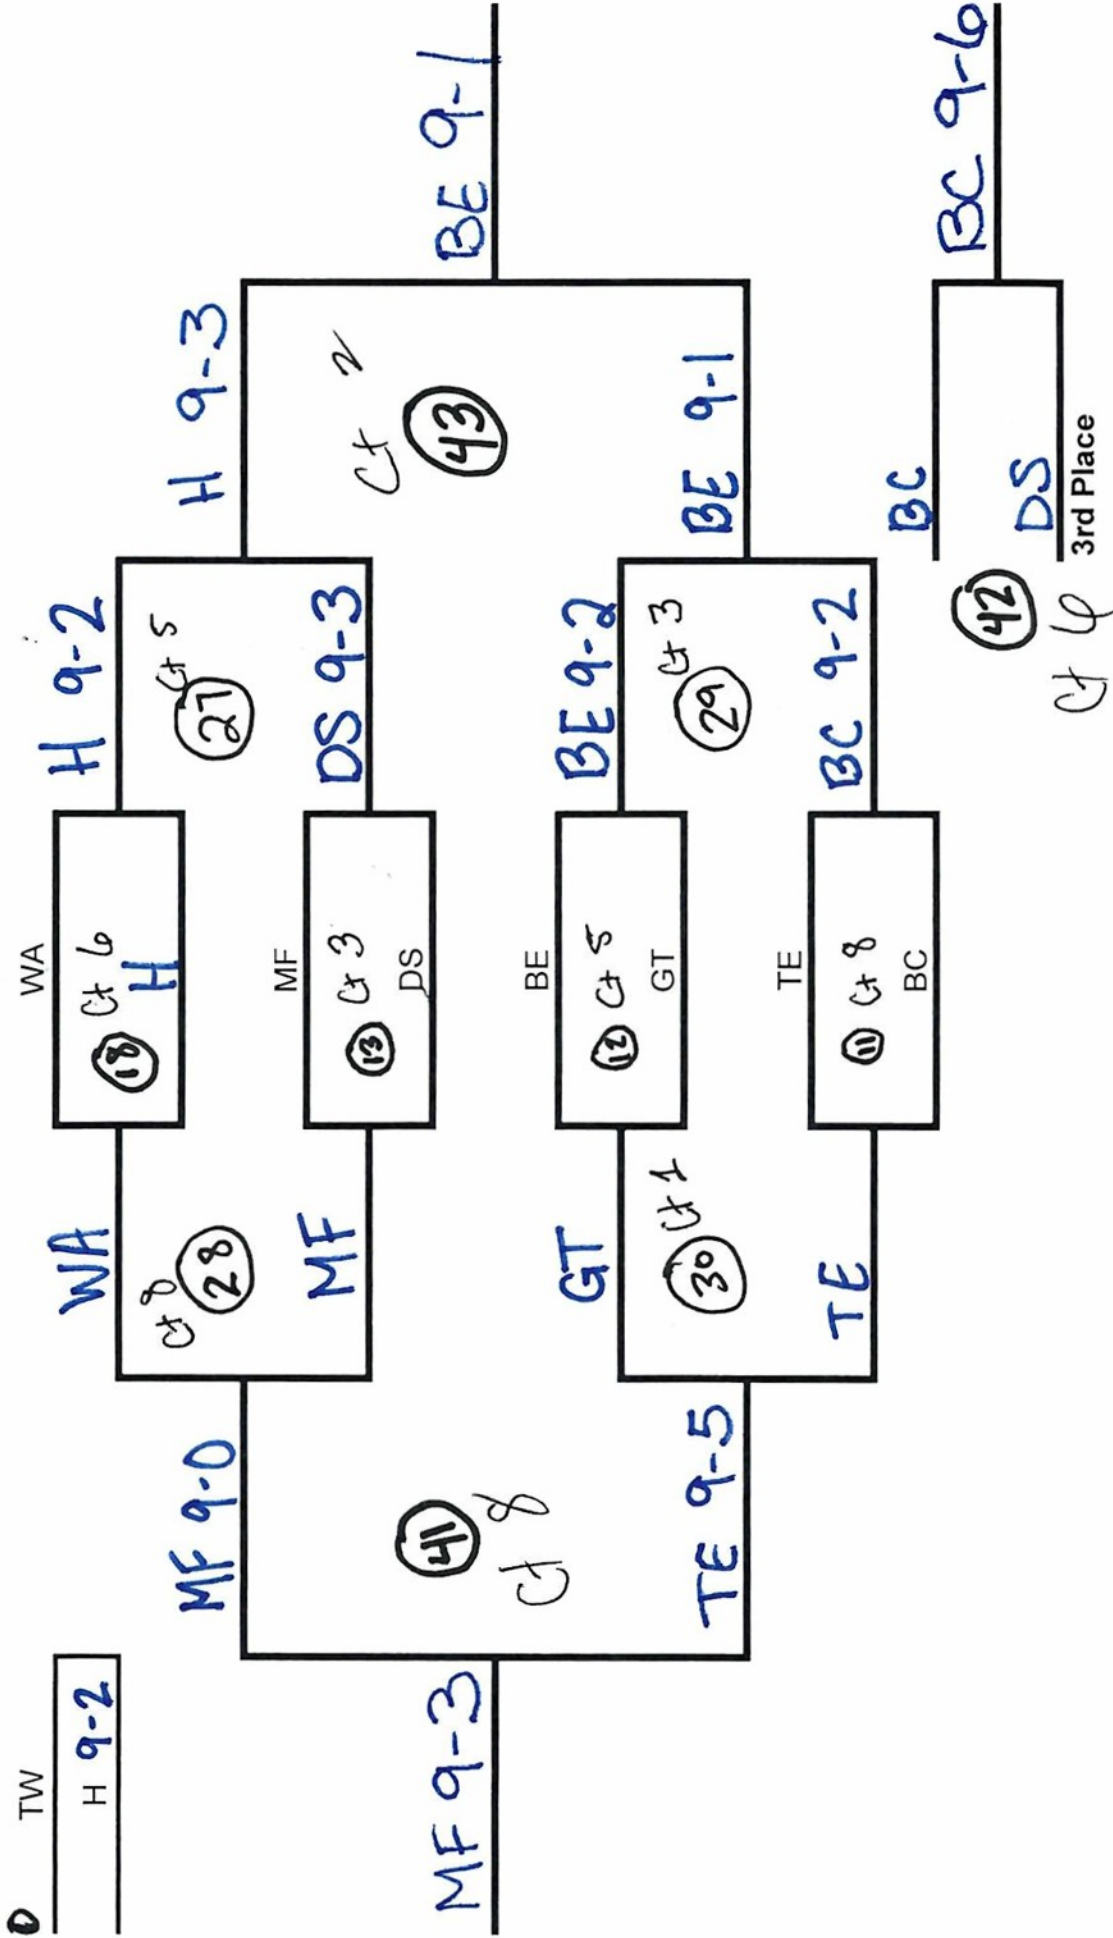 TW
H 9-2
MF 9-3
MF 9-0
41
Ct 8
TE 9-5
WA
Ct 8
28
MF
GT
30 Ct 1
TE
WA
18 Ct 6
H
MF
13 Ct 3
DS
BE
12 Ct 5
GT
TE
11 Ct 8
BC
H 9-2
27 Ct 5
DS 9-3
BE 9-2
29 Ct 3
BC 9-2
H 9-3
Ct 2
43
BE 9-1
BE 9-1
42
Ct 6
BC
DS
3rd Place
BC 9-6